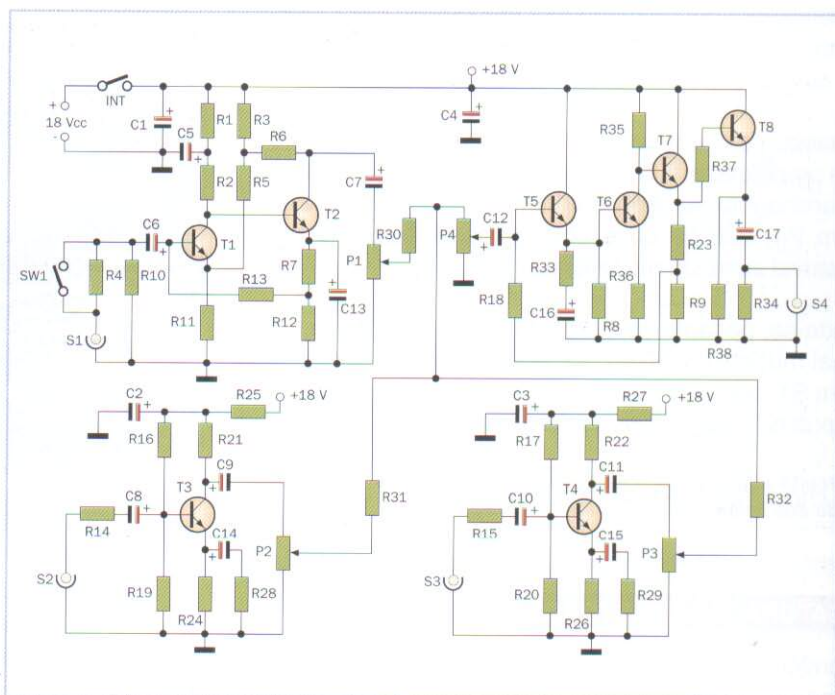 +18 V
INT
+
18 Vcc
-
C1
+
C5
+
R1
R3
R6
C4
+
R35
T7
T8
R37
R2
R5
C7
+
T5
T6
C6
+
T1
T2
R30
P4
C12
+
C17
+
SW1
R4
R10
R13
R7
P1
R33
R23
R18
R11
R12
C13
+
C16
+
R8
R36
R9
R34
S4
S1
R38
C2
+
R25
+18 V
C3
+
R27
+18 V
R16
R21
R17
R22
C9
+
C11
+
C8
+
T3
R31
C10
+
T4
R32
R14
C14
+
P2
R15
C15
+
P3
S2
R19
R28
S3
R20
R29
R24
R26